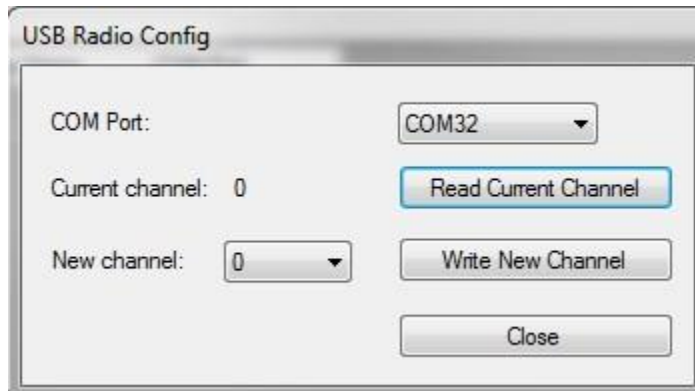 USB Radio Config
COM Port: COM32
Current channel: 0 Read Current Channel
New channel: 0 Write New Channel
Close